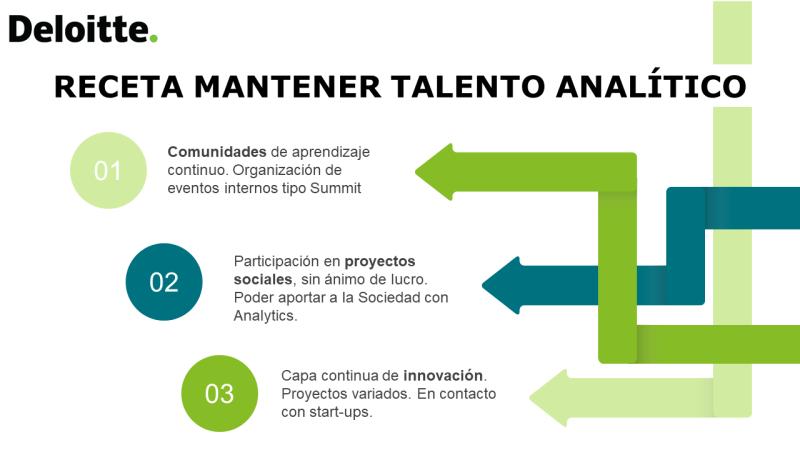 Deloitte.
RECETA MANTENER TALENTO ANALÍTICO
01
Comunidades de aprendizaje
continuo. Organización de
eventos internos tipo Summit
02
Participación en proyectos
sociales, sin ánimo de lucro.
Poder aportar a la Sociedad con
Analytics.
03
Capa continua de innovación.
Proyectos variados. En contacto
con start-ups.